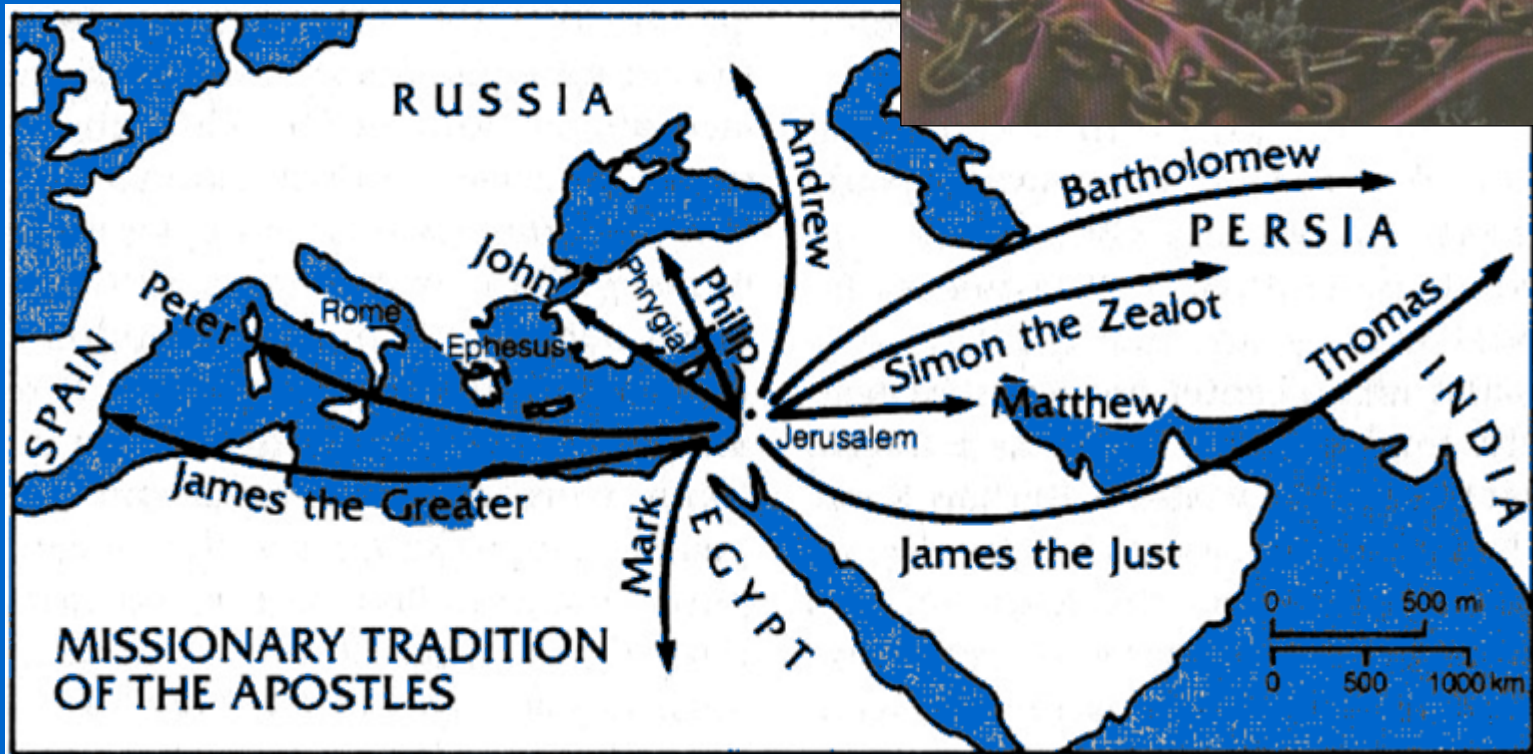 RUSSIA
Andrew
Bartholomew
PERSIA
John
Phrygia
Phillip
Peter
Rome
Ephesus
Simon the Zealot
Thomas
SPAIN
INDIA
Matthew
Jerusalem
James the Greater
Mark
EGYPT
James the Just
MISSIONARY TRADITION
OF THE APOSTLES
0 500 mi
0 500 1000 km